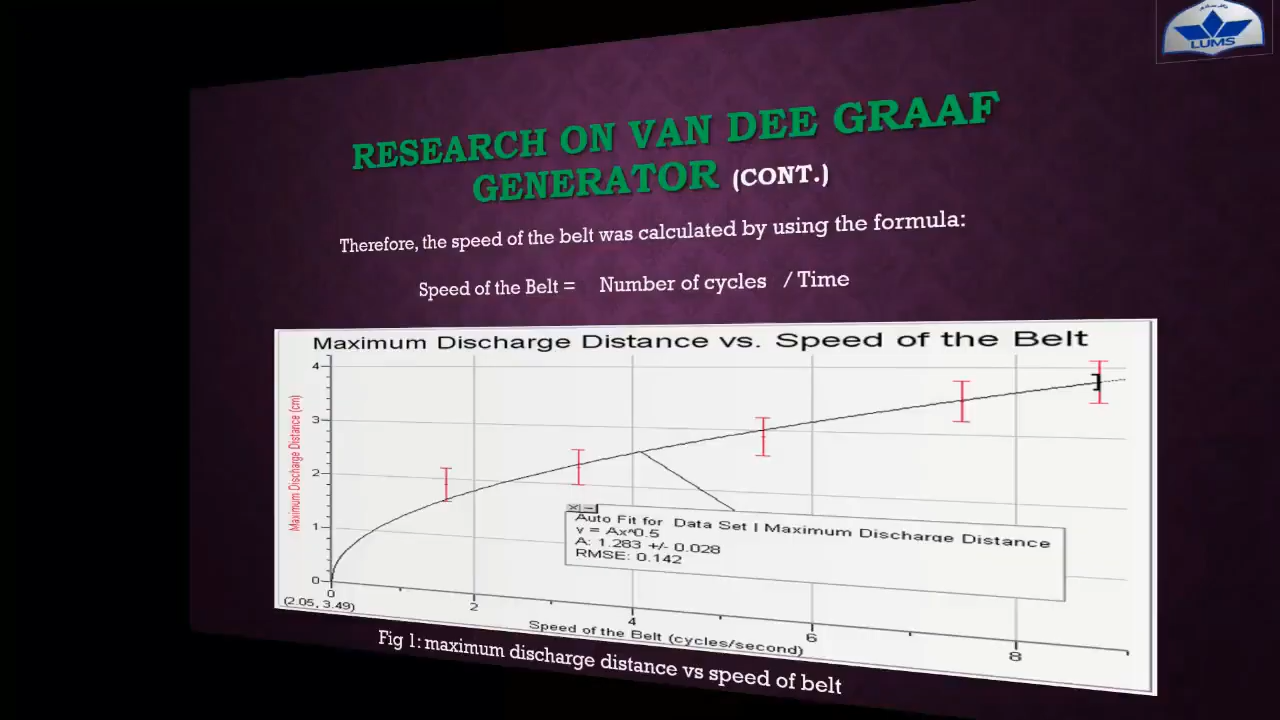 LUMS
RESEARCH ON VAN DEE GRAAF
GENERATOR (CONT.)
Therefore, the speed of the belt was calculated by using the formula:
Speed of the Belt = Number of cycles / Time
Maximum Discharge Distance vs. Speed of the Belt
Maximum Discharge Distance (cm)
4
3
2
1
0
Auto Fit for Data Set | Maximum Discharge Distance
y = Ax^0.5
A: 1.283 +/- 0.028
RMSE: 0.142
0
2
4
6
8
(2.05, 3.49)
Speed of the Belt (cycles/second)
Fig 1: maximum discharge distance vs speed of belt